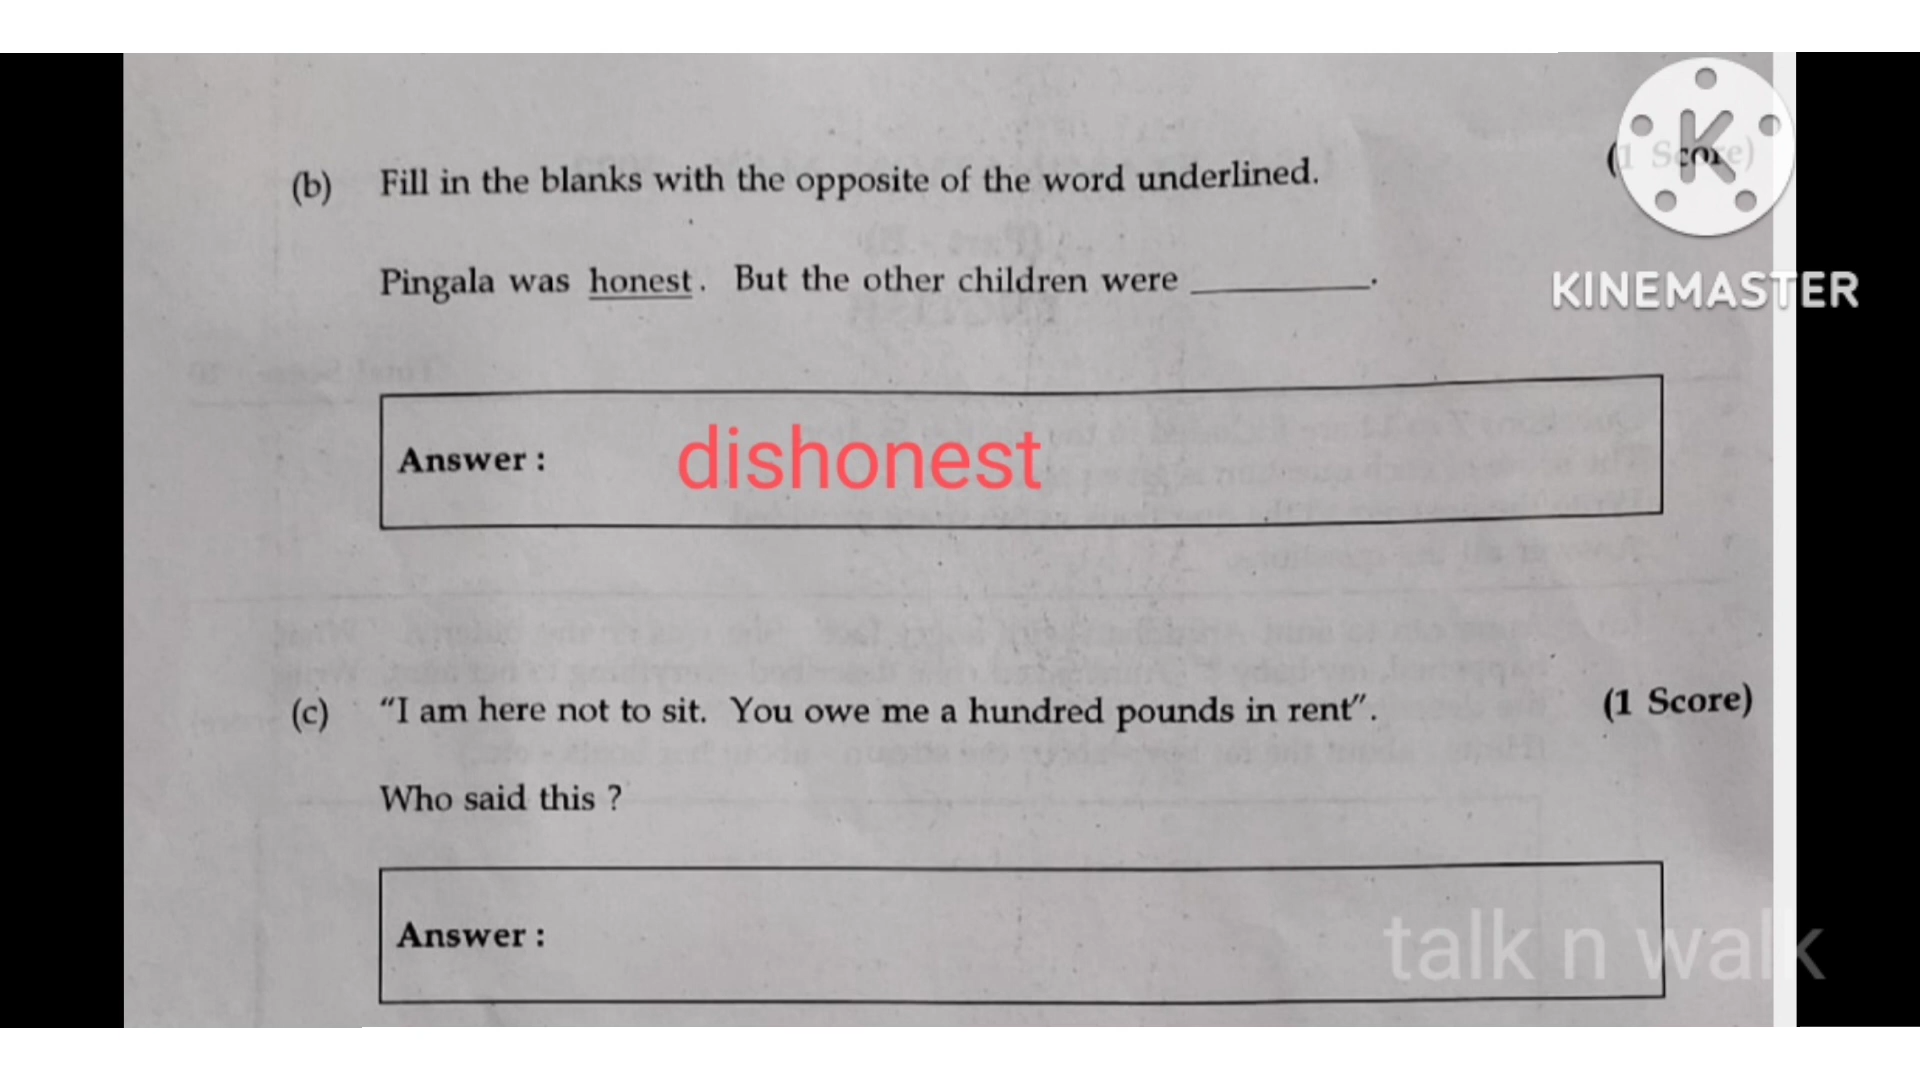 (b) Fill in the blanks with the opposite of the word underlined. (1 Score)
Pingala was honest. But the other children were ________.
KINEMASTER
Answer : dishonest
(c) "I am here not to sit. You owe me a hundred pounds in rent". (1 Score)
Who said this ?
Answer :
talk n walk